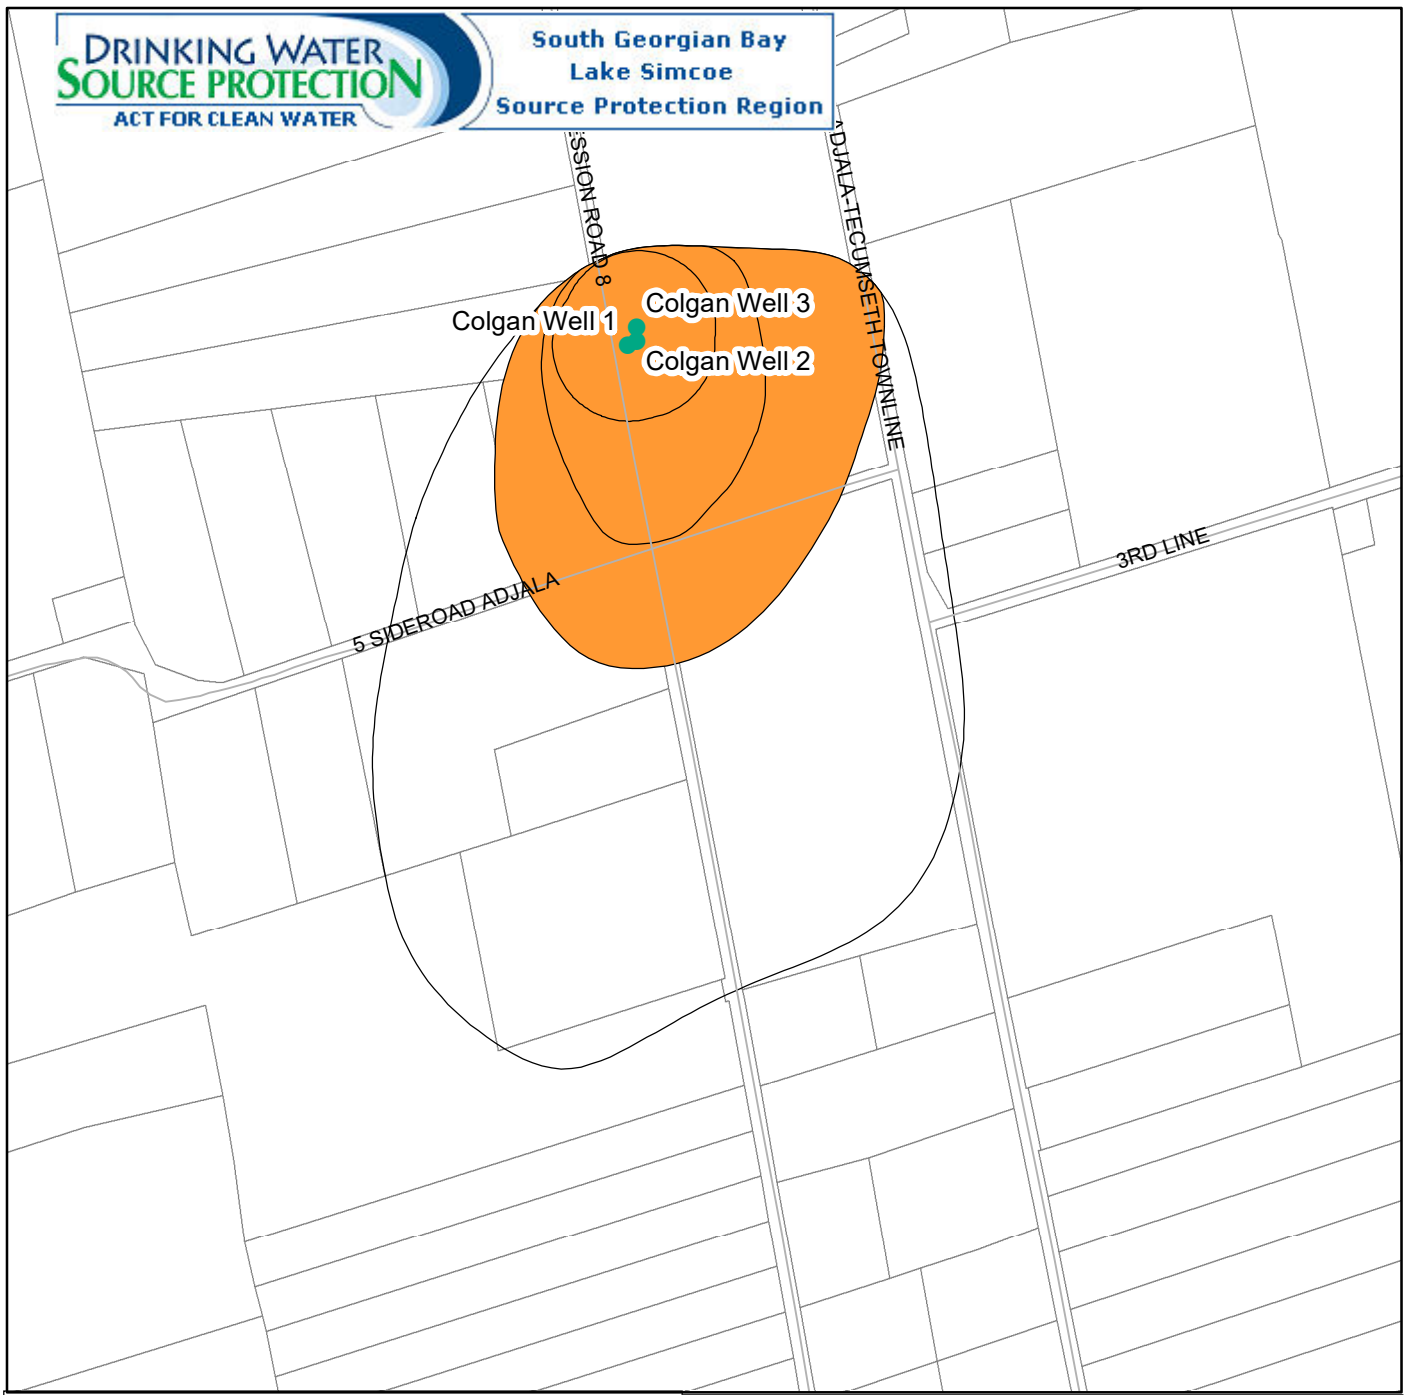 DRINKING WATER
SOURCE PROTECTION
ACT FOR CLEAN WATER
South Georgian Bay
Lake Simcoe
Source Protection Region
ESSION ROAD 8
ADJALA-TECUMSETH TOWNLINE
Colgan Well 3
Colgan Well 1
Colgan Well 2
3RD LINE
5 SIDEROAD ADJALA